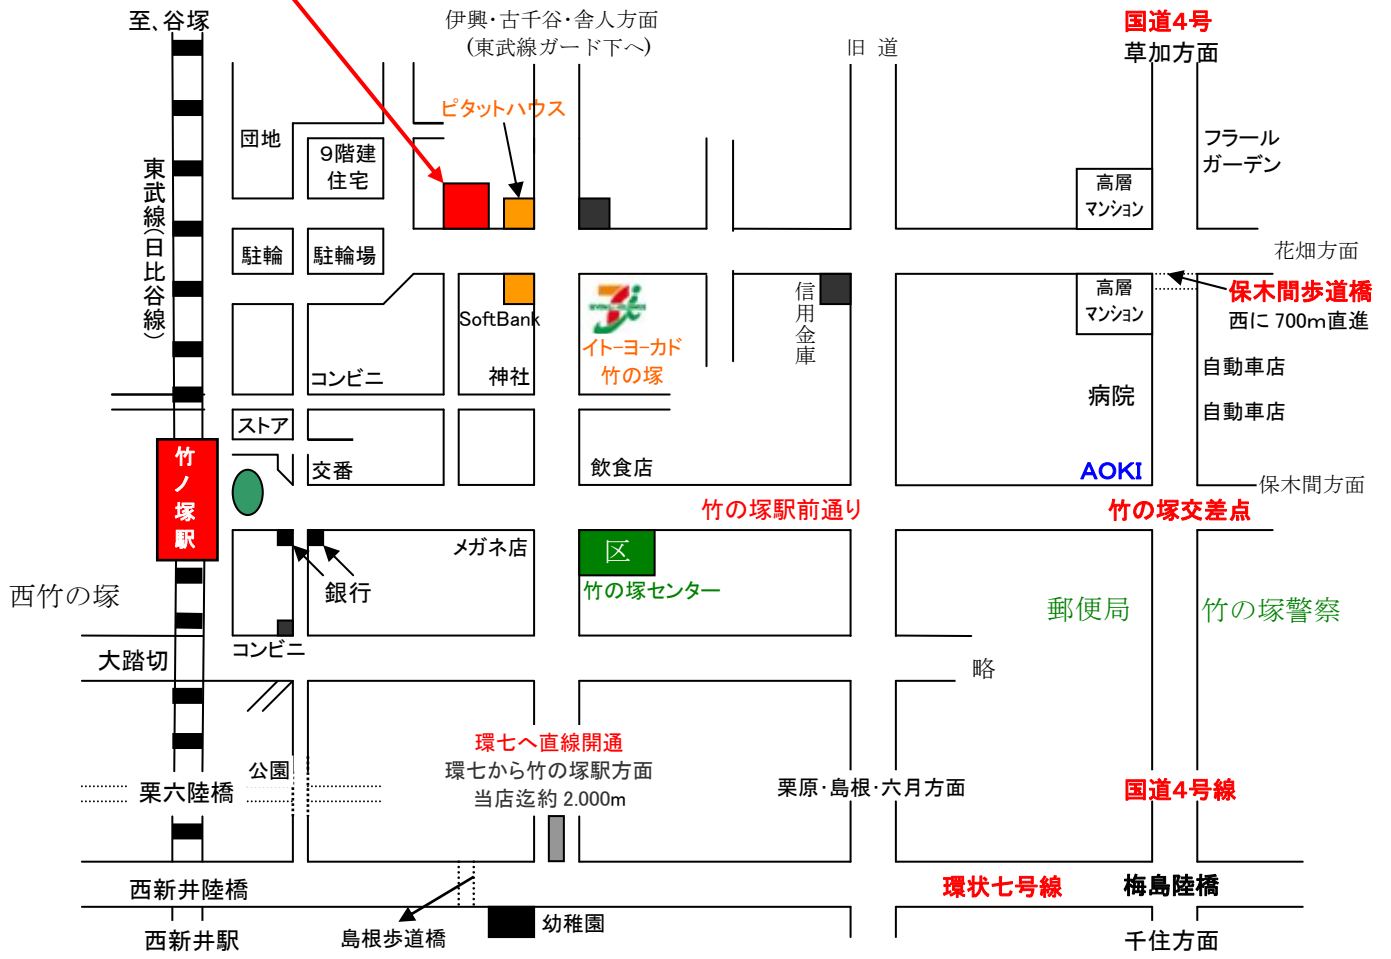 至、谷塚
伊興・古千谷・舎人方面
(東武線ガード下へ)
旧 道
国道4号
草加方面
ピタットハウス
団地
9階建
住宅
フラール
ガーデン
東武線(日比谷線)
高層
マンション
駐輪
駐輪場
花畑方面
SoftBank
イトーヨーカド
竹の塚
信用金庫
高層
マンション
保木間歩道橋
西に 700m直進
コンビニ
神社
自動車店
病院
自動車店
ストア
竹ノ塚駅
交番
飲食店
AOKI
保木間方面
竹の塚駅前通り
竹の塚交差点
メガネ店
区
銀行
竹の塚センター
西竹の塚
郵便局
竹の塚警察
コンビニ
大踏切
略
環七へ直線開通
環七から竹の塚駅方面
当店迄約 2.000m
公園
栗六陸橋
栗原・島根・六月方面
国道4号線
西新井陸橋
環状七号線
梅島陸橋
西新井駅
島根歩道橋
幼稚園
千住方面